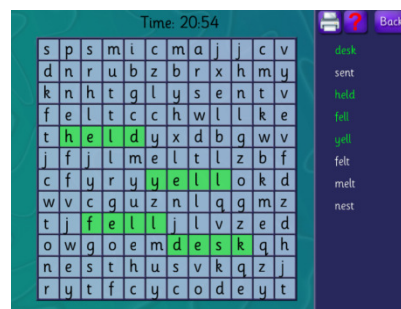 Time: 20:54
Back
s p s m i c m a j j c v
d n r u b z b r x h m y
k n h t g l y s e n t v
f e l t c c h w l l k e
t h e l d y x d b g w v
j f j l m e l t l z b f
c f y r y y e l l o k d
w v c g u z n l q g m z
t j f e l l j l v z e d
o w g o e m d e s k q h
n e s t h u s v k q z j
r y t f c y c o d e y t
desk
sent
held
fell
yell
felt
melt
nest